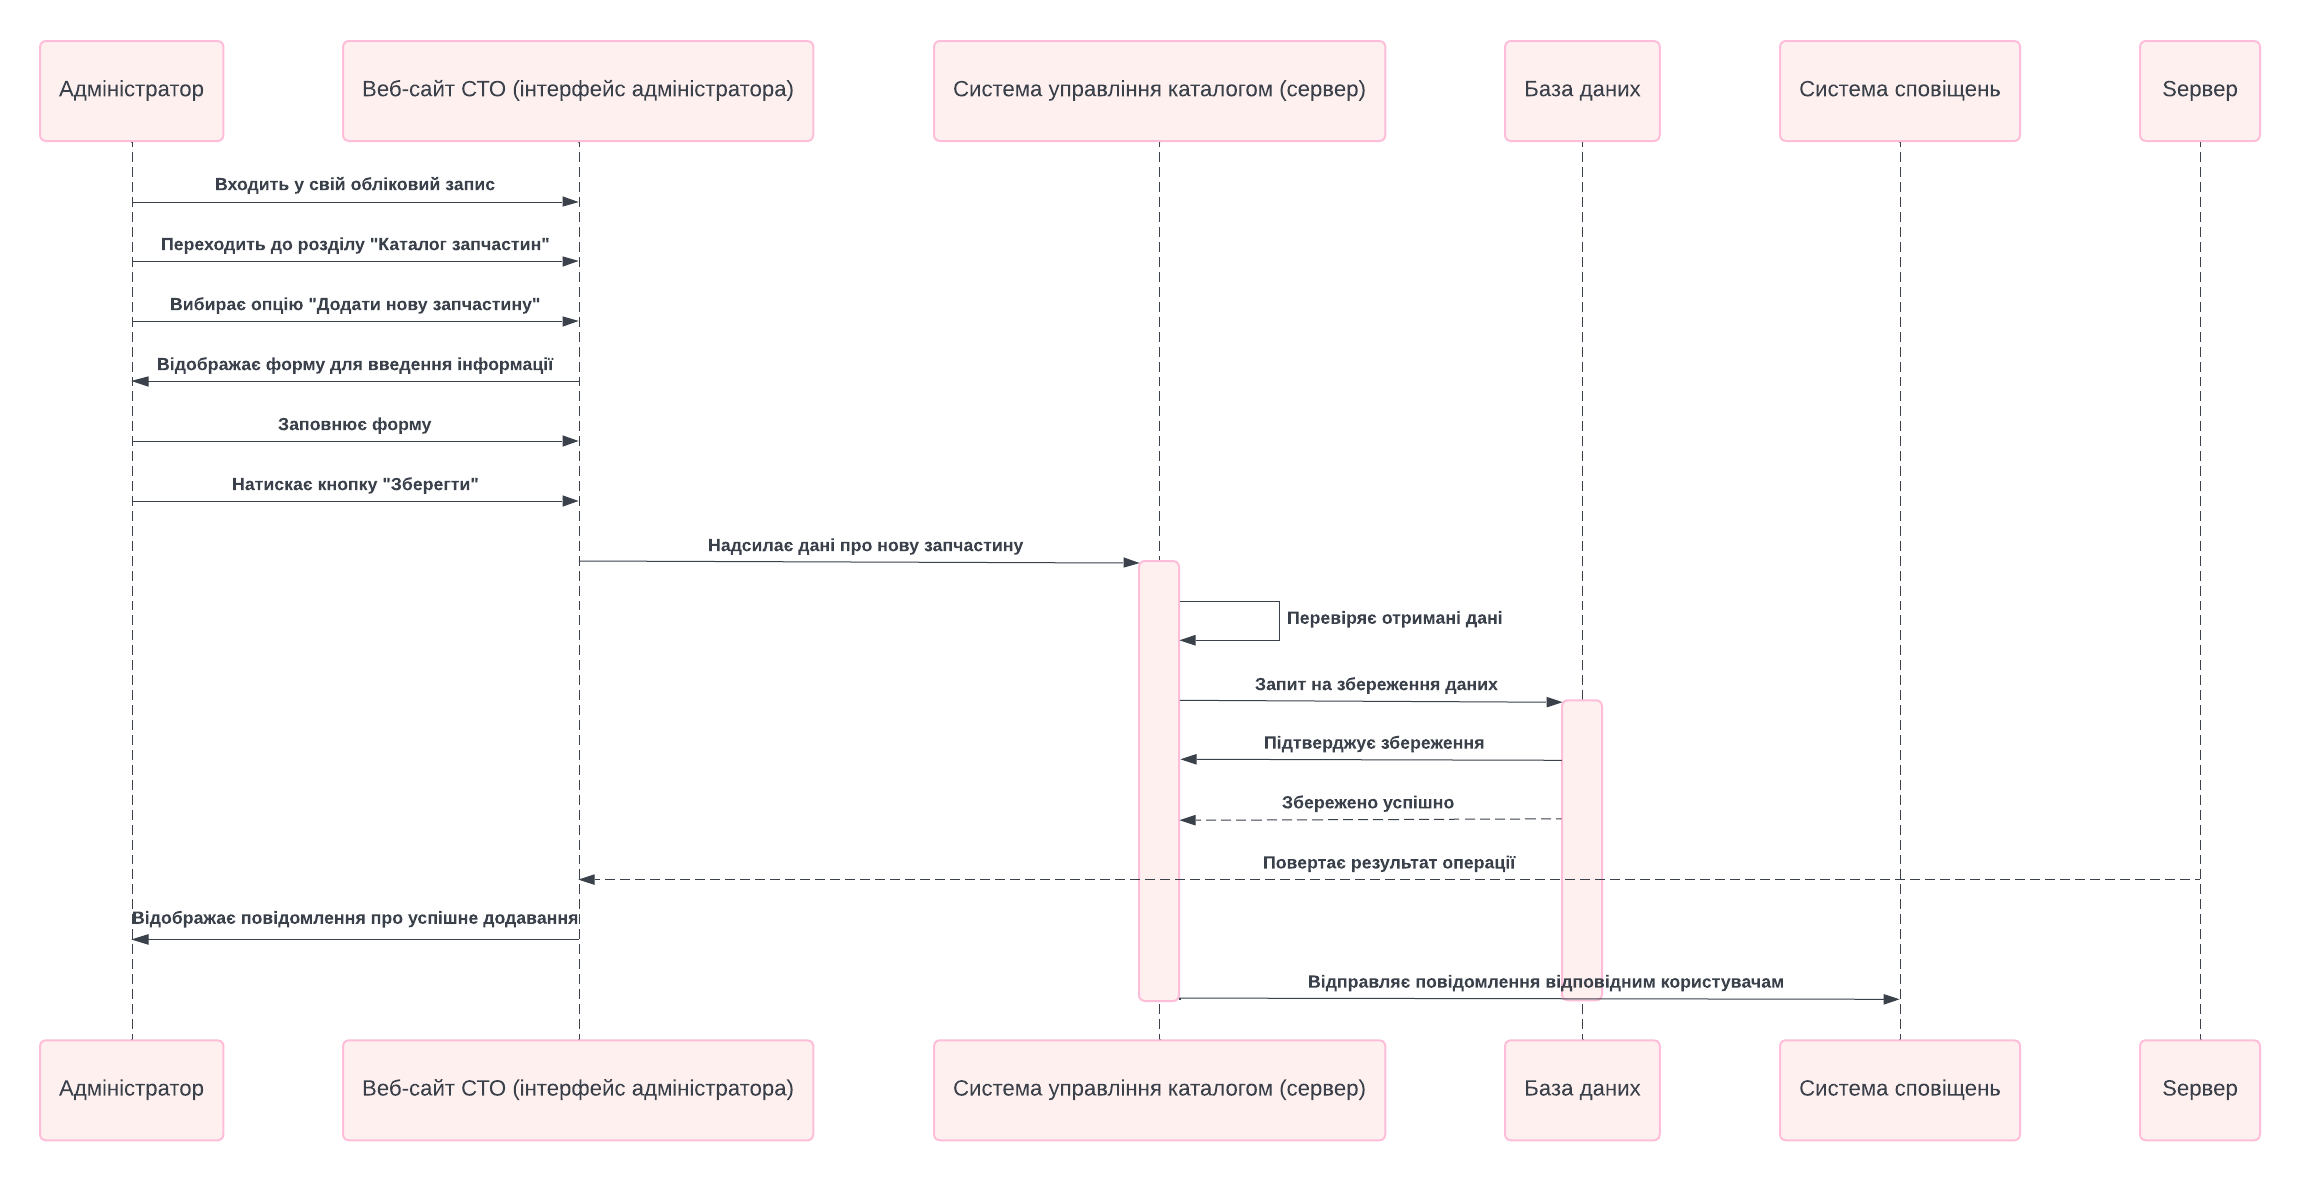 Адміністратор
Веб-сайт СТО (інтерфейс адміністратора)
Система управління каталогом (сервер)
База даних
Система сповіщень
Sервер
Входить у свій обліковий запис
Переходить до розділу "Каталог запчастин"
Вибирає опцію "Додати нову запчастину"
Відображає форму для введення інформації
Заповнює форму
Натискає кнопку "Зберегти"
Надсилає дані про нову запчастину
Перевіряє отримані дані
Запит на збереження даних
Підтверджує збереження
Збережено успішно
Повертає результат операції
Відображає повідомлення про успішне додавання
Відправляє повідомлення відповідним користувачам
Адміністратор
Веб-сайт СТО (інтерфейс адміністратора)
Система управління каталогом (сервер)
База даних
Система сповіщень
Sервер